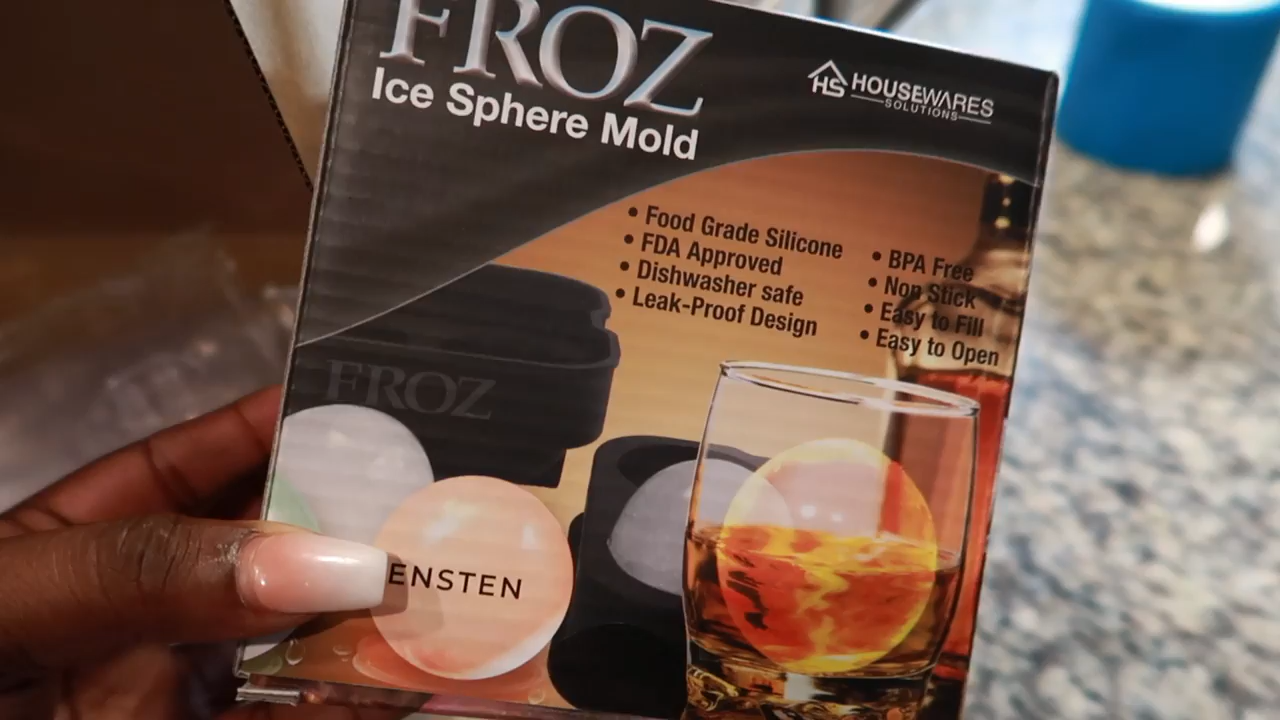 FROZ
Ice Sphere Mold
HS HOUSEWARES
SOLUTIONS
• Food Grade Silicone
• FDA Approved
• Dishwasher safe
• Leak-Proof Design
• BPA Free
• Non Stick
• Easy to Fill
• Easy to Open
FROZ
ENSTEN